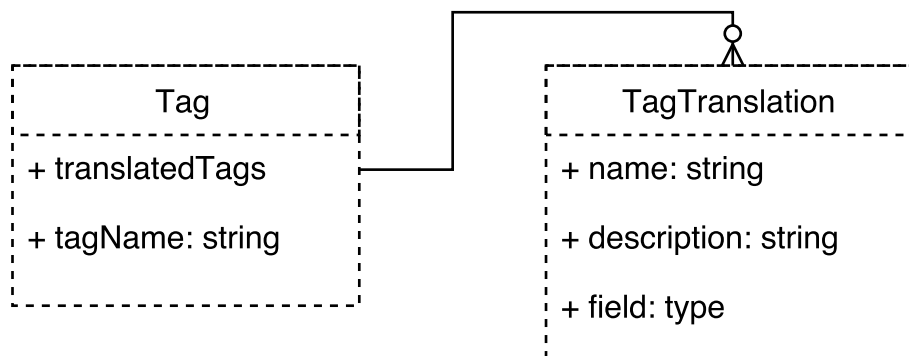 Tag
+ translatedTags
+ tagName: string
TagTranslation
+ name: string
+ description: string
+ field: type